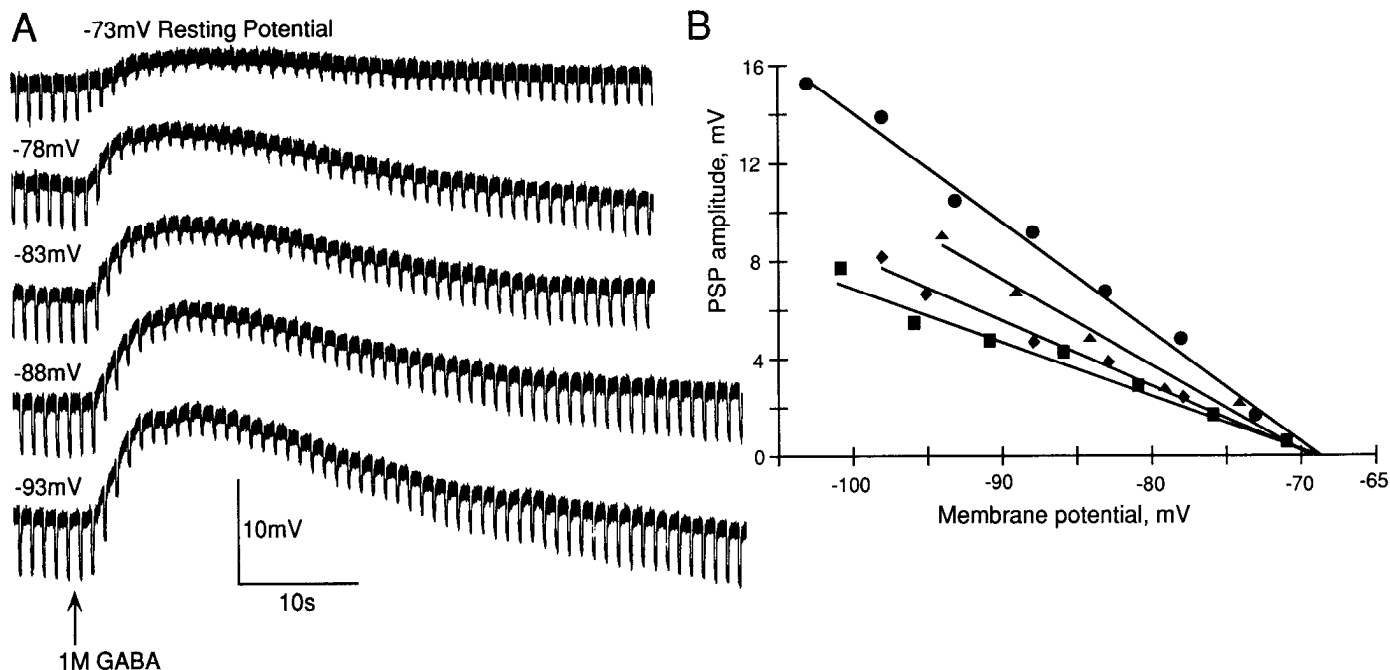 A
-73mV Resting Potential
-78mV
-83mV
-88mV
-93mV
10mV
10s
1M GABA
B
PSP amplitude, mV
16
12
8
4
0
-100
-90
-80
-70
-65
Membrane potential, mV